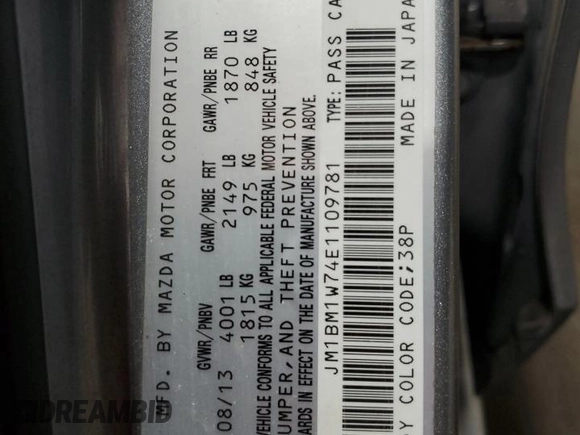 MFD. BY MAZDA MOTOR CORPORATION
GVWR/PNBV GAWR/PNBE FRT GAWR/PNBE RR
08/13 4001 LB 2149 LB 1870 LB
1815 KG 975 KG 848 KG
VEHICLE CONFORMS TO ALL APPLICABLE FEDERAL MOTOR VEHICLE SAFETY
UMPER, AND THEFT PREVENTION
ARDS IN EFFECT ON THE DATE OF MANUFACTURE SHOWN ABOVE.
JM1BM1W74E1109781 TYPE: PASS CA
Y COLOR CODE;38P MADE IN JAPA
DREAMBID